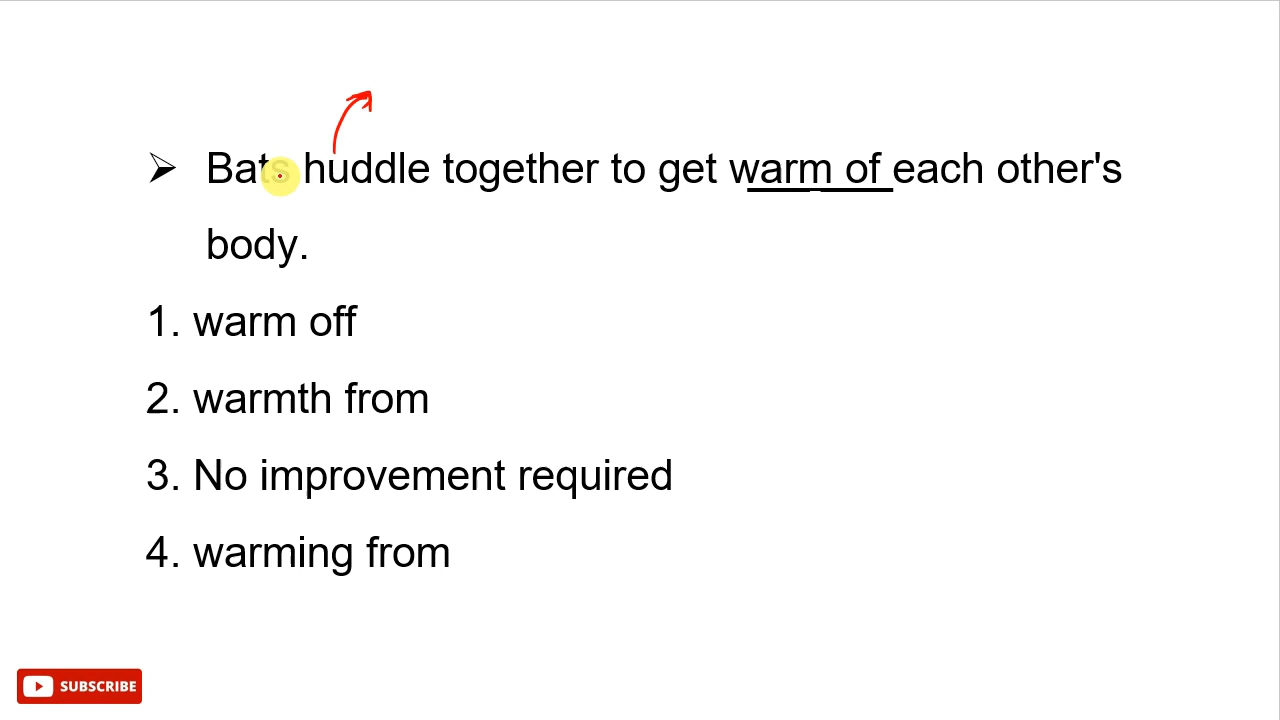 ➢ Bats huddle together to get warm of each other's
body.
1. warm off
2. warmth from
3. No improvement required
4. warming from
SUBSCRIBE